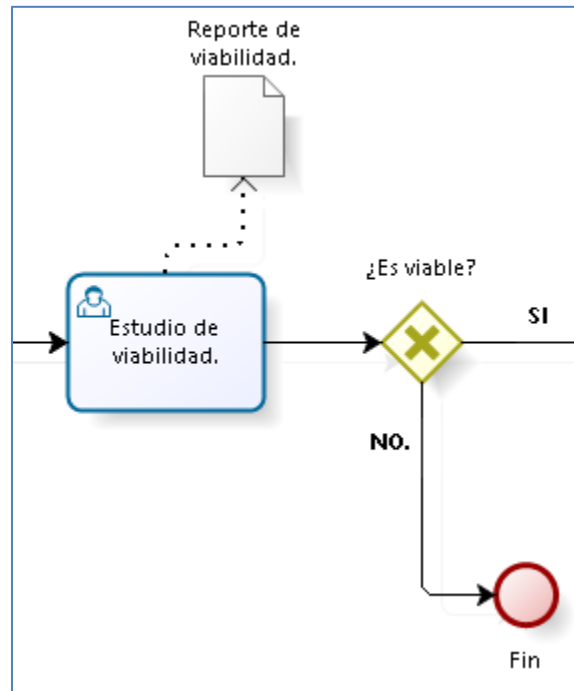 Reporte de
viabilidad.
¿Es viable?
Estudio de
viabilidad.
SI
NO.
Fin